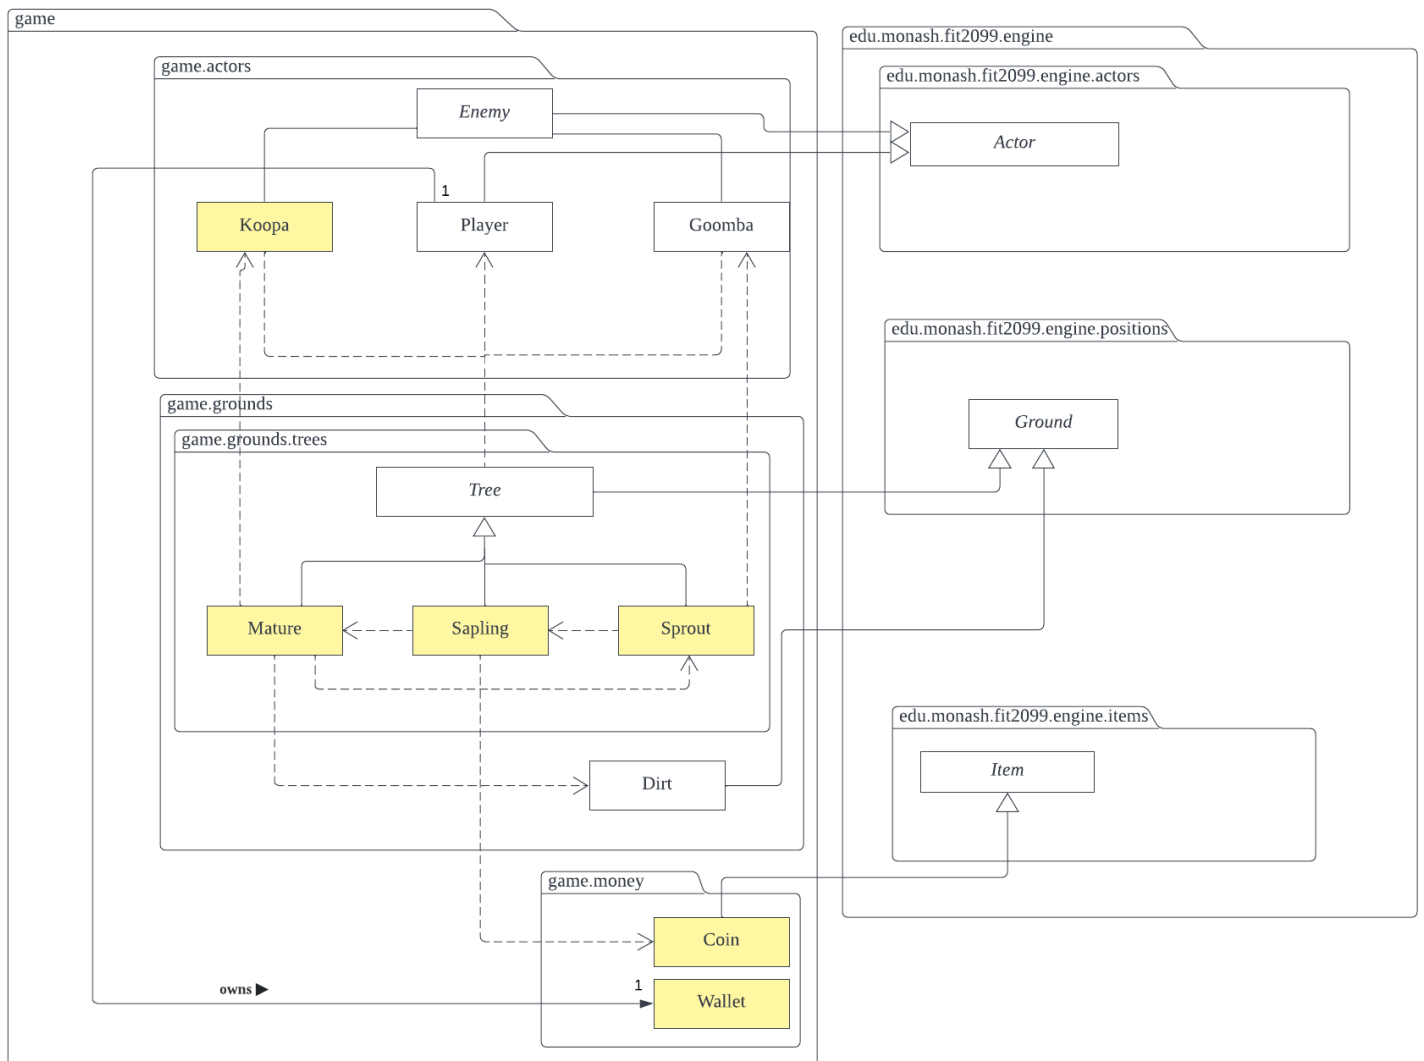 game
edu.monash.fit2099.engine
game.actors
edu.monash.fit2099.engine.actors
Enemy
Actor
1
Koopa
Player
Goomba
edu.monash.fit2099.engine.positions
game.grounds
Ground
game.grounds.trees
Tree
Mature
Sapling
Sprout
edu.monash.fit2099.engine.items
Item
Dirt
game.money
Coin
owns
1
Wallet